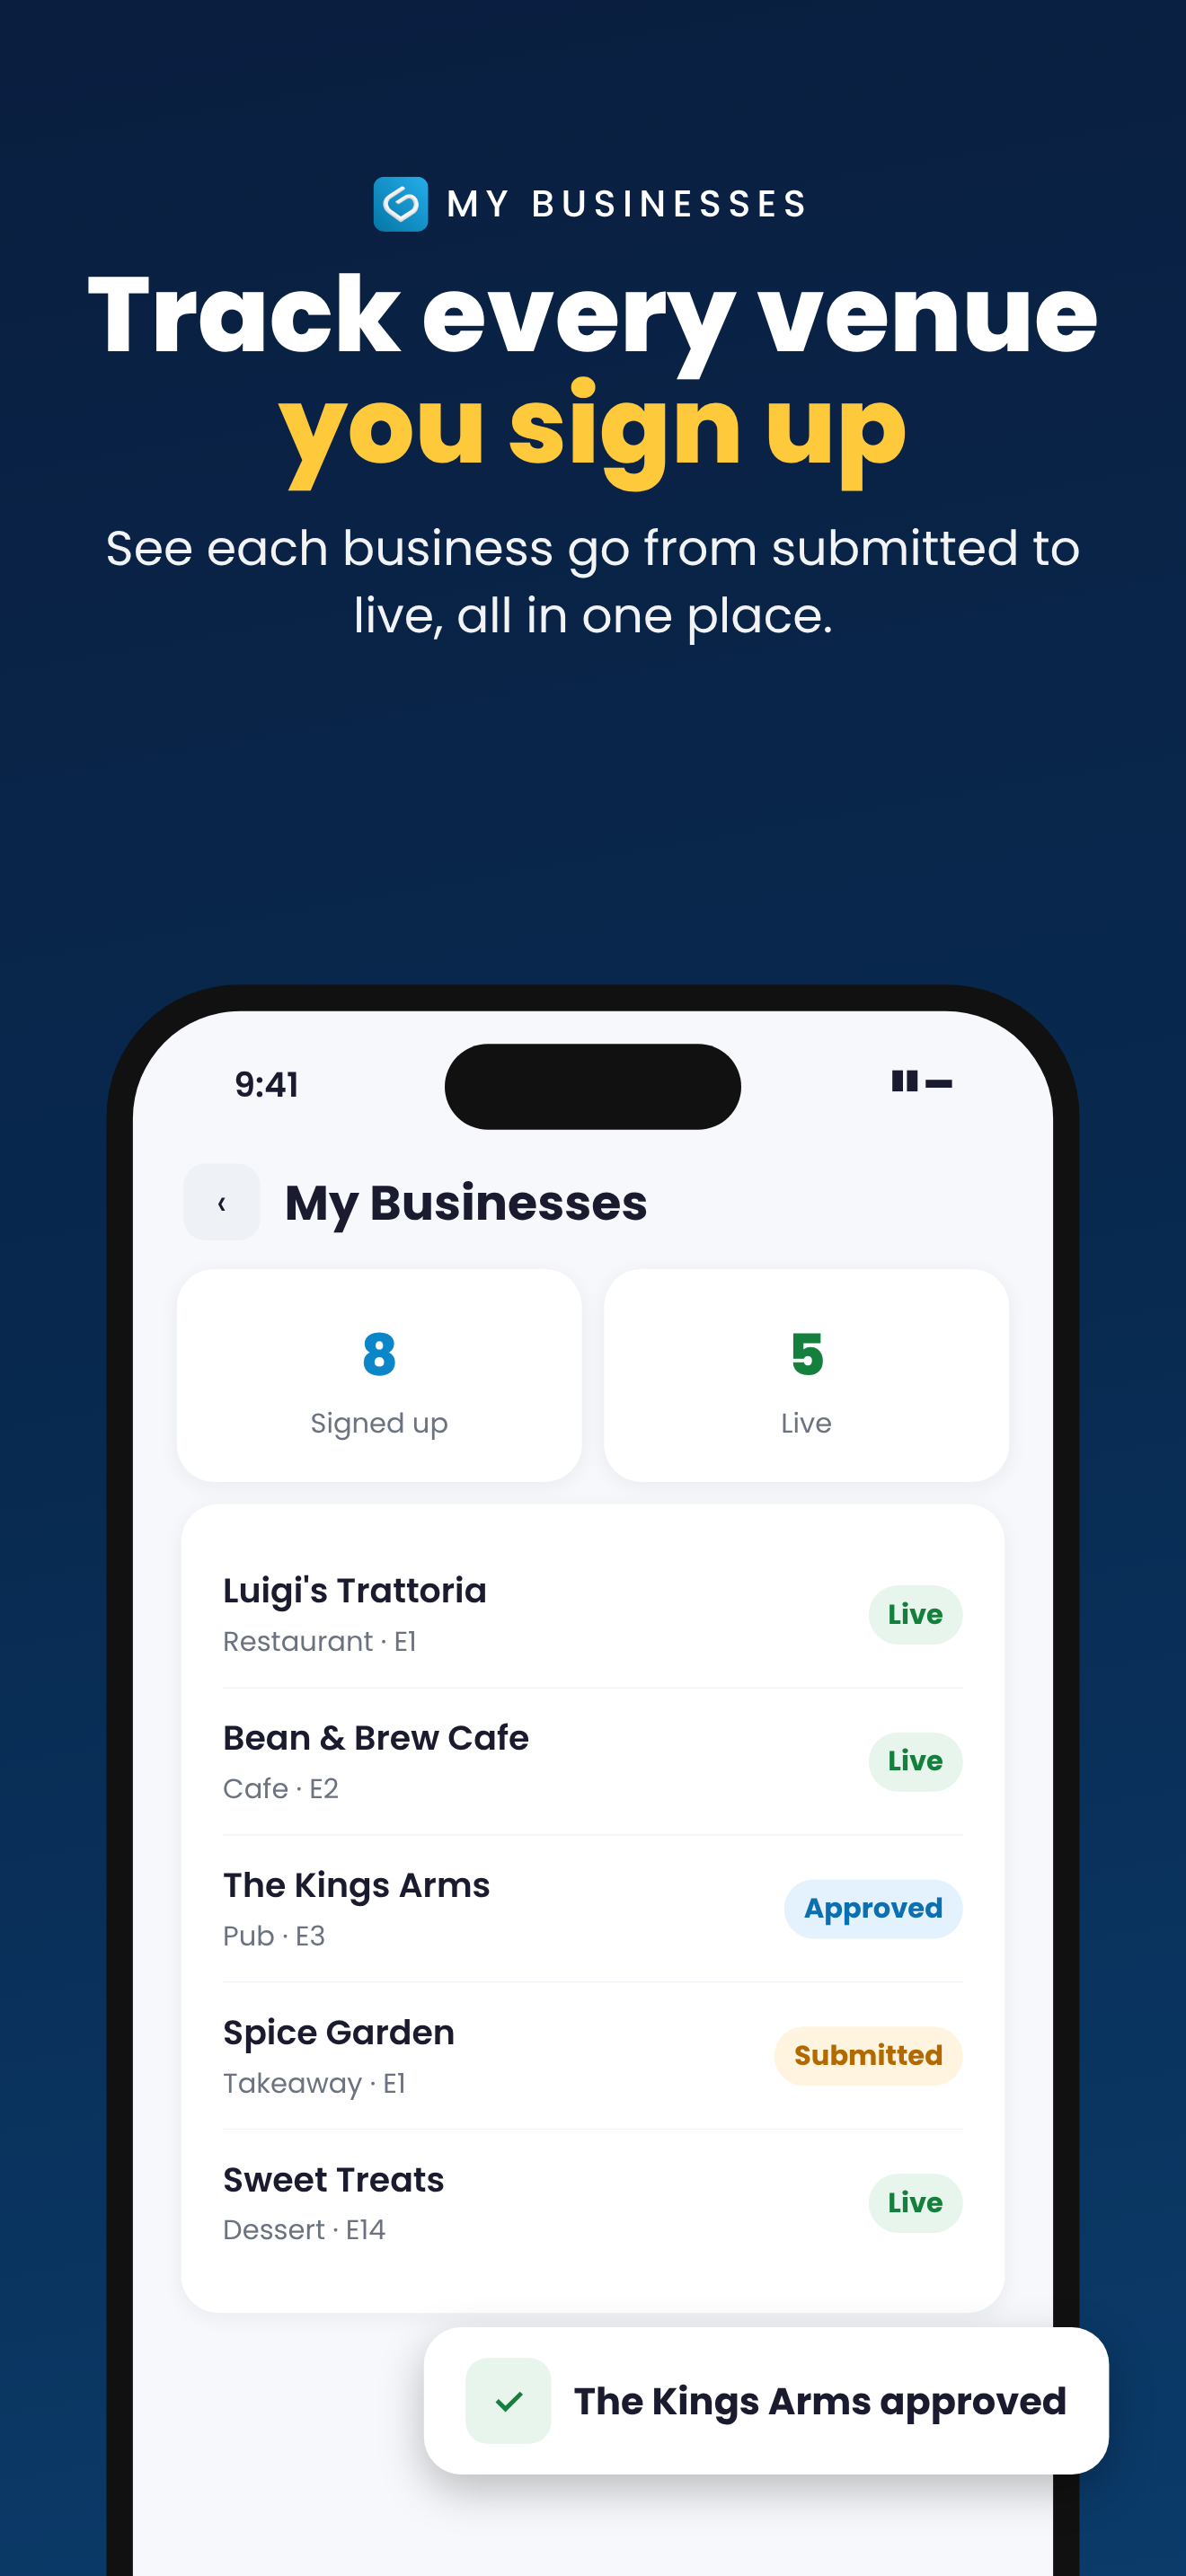 MY BUSINESSES
Track every venue
you sign up
See each business go from submitted to
live, all in one place.
9:41
‹ My Businesses
8
Signed up
5
Live
Luigi's Trattoria
Restaurant · E1
Live
Bean & Brew Cafe
Cafe · E2
Live
The Kings Arms
Pub · E3
Approved
Spice Garden
Takeaway · E1
Submitted
Sweet Treats
Dessert · E14
Live
The Kings Arms approved